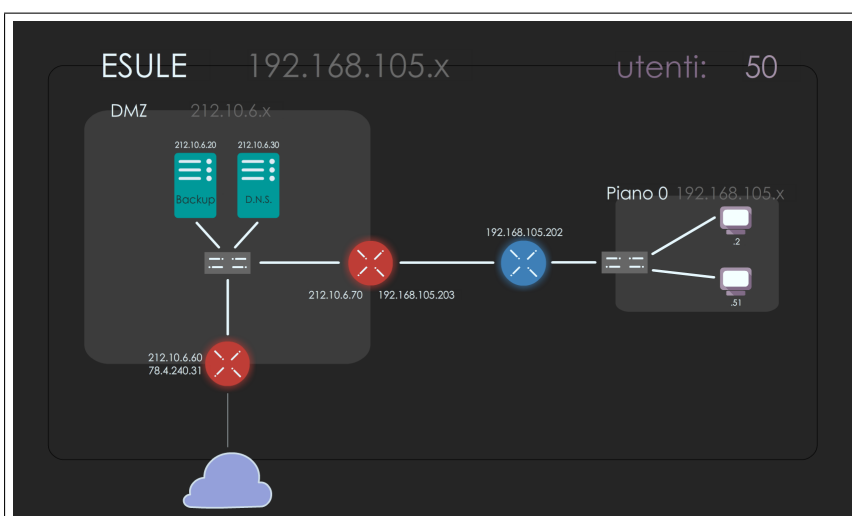 ESULE 192.168.105.x utenti: 50
DMZ 212.10.6.x
212.10.6.20 212.10.6.30
Backup D.N.S.
Piano 0 192.168.105.x
.2
192.168.105.202
.51
212.10.6.70 192.168.105.203
212.10.6.60
78.4.240.31